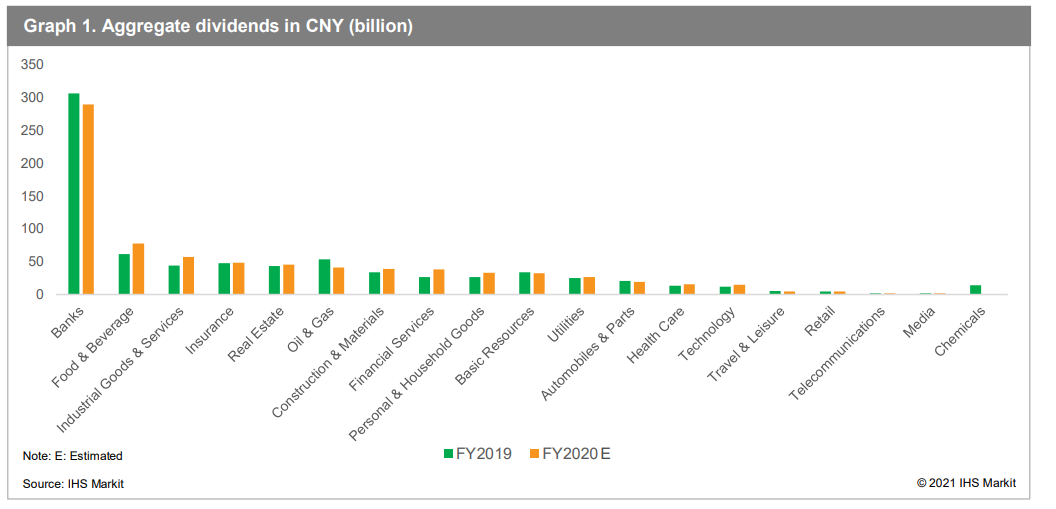 Graph 1. Aggregate dividends in CNY (billion)
350
300
250
200
150
100
50
0
Banks
Food & Beverage
Industrial Goods & Services
Insurance
Real Estate
Oil & Gas
Construction & Materials
Financial Services
Personal & Household Goods
Basic Resources
Utilities
Automobiles & Parts
Health Care
Technology
Travel & Leisure
Retail
Telecommunications
Media
Chemicals
FY2019 FY2020 E
Note: E: Estimated
Source: IHS Markit
© 2021 IHS Markit